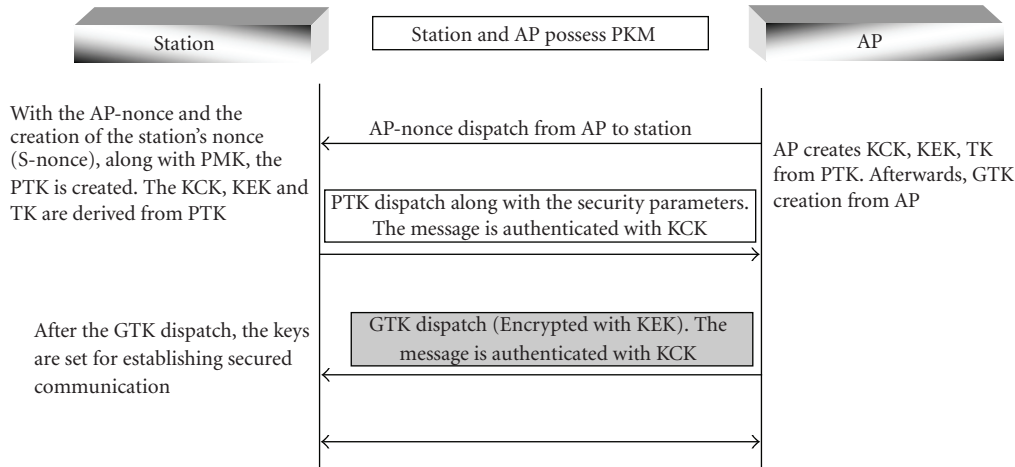 Station
Station and AP possess PKM
AP
With the AP-nonce and the
creation of the station's nonce
(S-nonce), along with PMK, the
PTK is created. The KCK, KEK and
TK are derived from PTK
AP-nonce dispatch from AP to station
AP creates KCK, KEK, TK
from PTK. Afterwards, GTK
creation from AP
PTK dispatch along with the security parameters.
The message is authenticated with KCK
After the GTK dispatch, the keys
are set for establishing secured
communication
GTK dispatch (Encrypted with KEK). The
message is authenticated with KCK